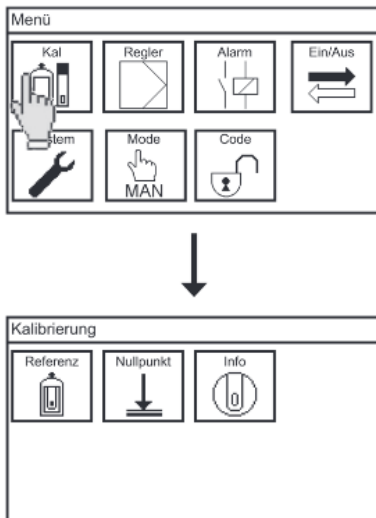 Menü
Kal Regler Alarm Ein/Aus
stem Mode Code
MAN
Kalibrierung
Referenz Nullpunkt Info